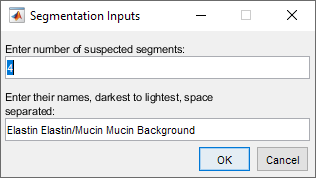 Segmentation Inputs
Enter number of suspected segments:
4
Enter their names, darkest to lightest, space
separated:
Elastin Elastin/Mucin Mucin Background
OK Cancel